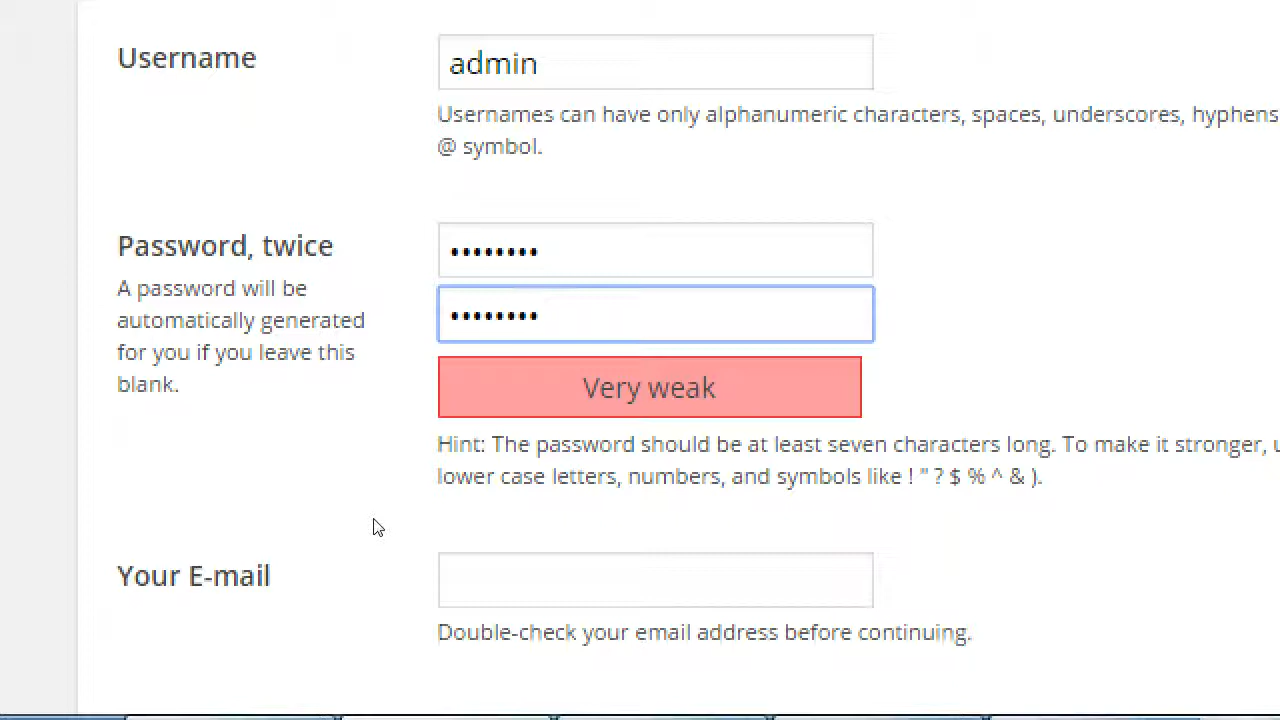 Username
admin
Usernames can have only alphanumeric characters, spaces, underscores, hyphens
@ symbol.
Password, twice
A password will be
automatically generated
for you if you leave this
blank.
••••••••
••••••••
Very weak
Hint: The password should be at least seven characters long. To make it stronger, u
lower case letters, numbers, and symbols like ! " ? $ % ^ & ).
Your E-mail
Double-check your email address before continuing.